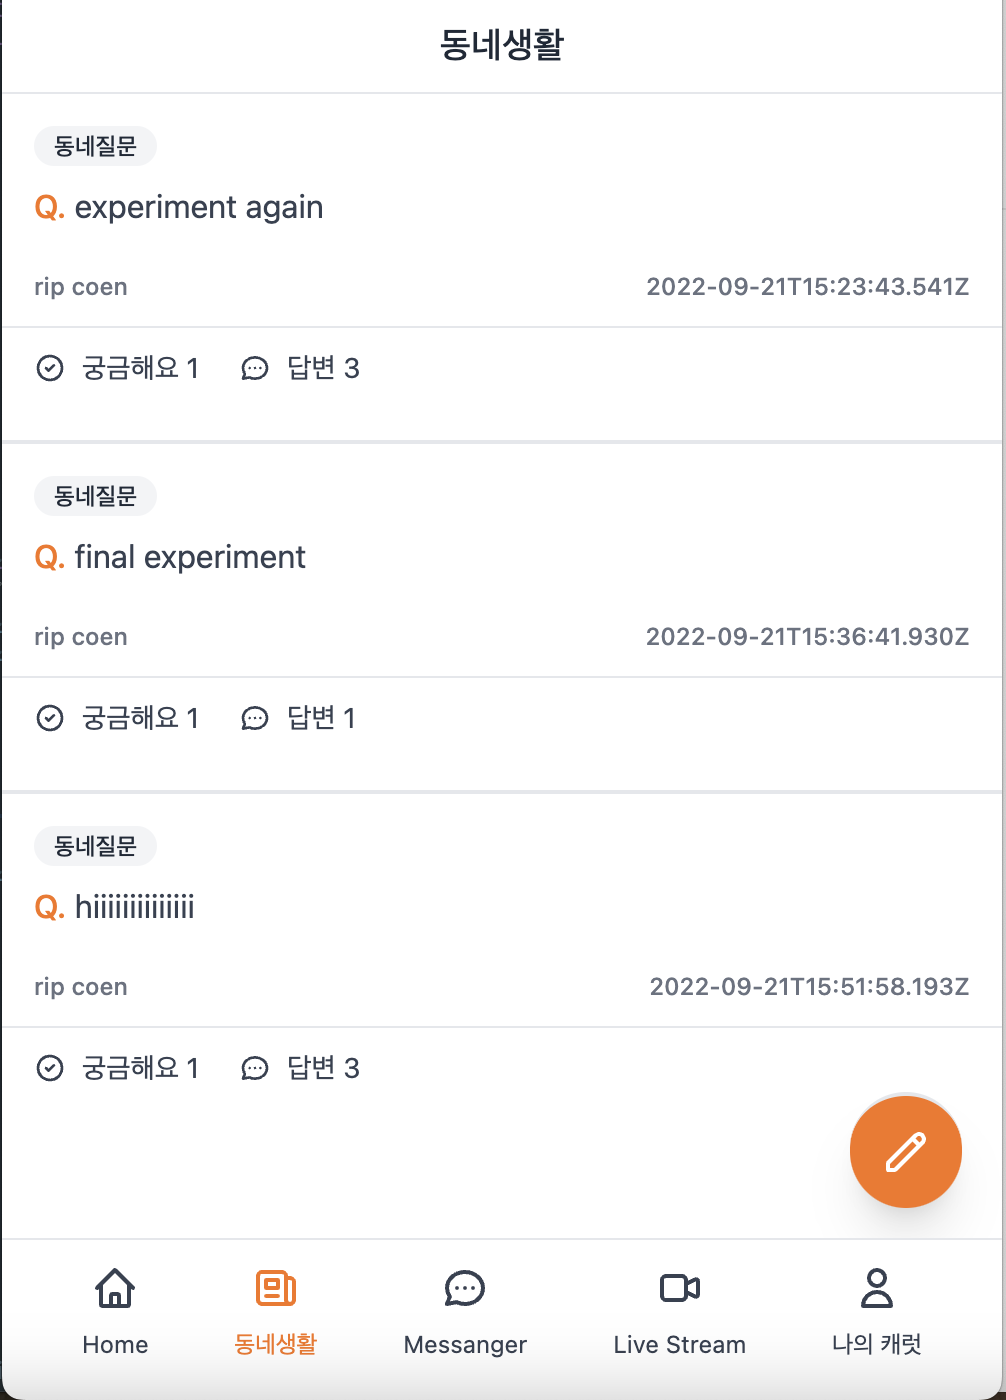 동네생활
동네질문
Q. experiment again
rip coen 2022-09-21T15:23:43.541Z
궁금해요 1 답변 3
동네질문
Q. final experiment
rip coen 2022-09-21T15:36:41.930Z
궁금해요 1 답변 1
동네질문
Q. hiiiiiiiiiiiiii
rip coen 2022-09-21T15:51:58.193Z
궁금해요 1 답변 3
Home 동네생활 Messanger Live Stream 나의 캐럿